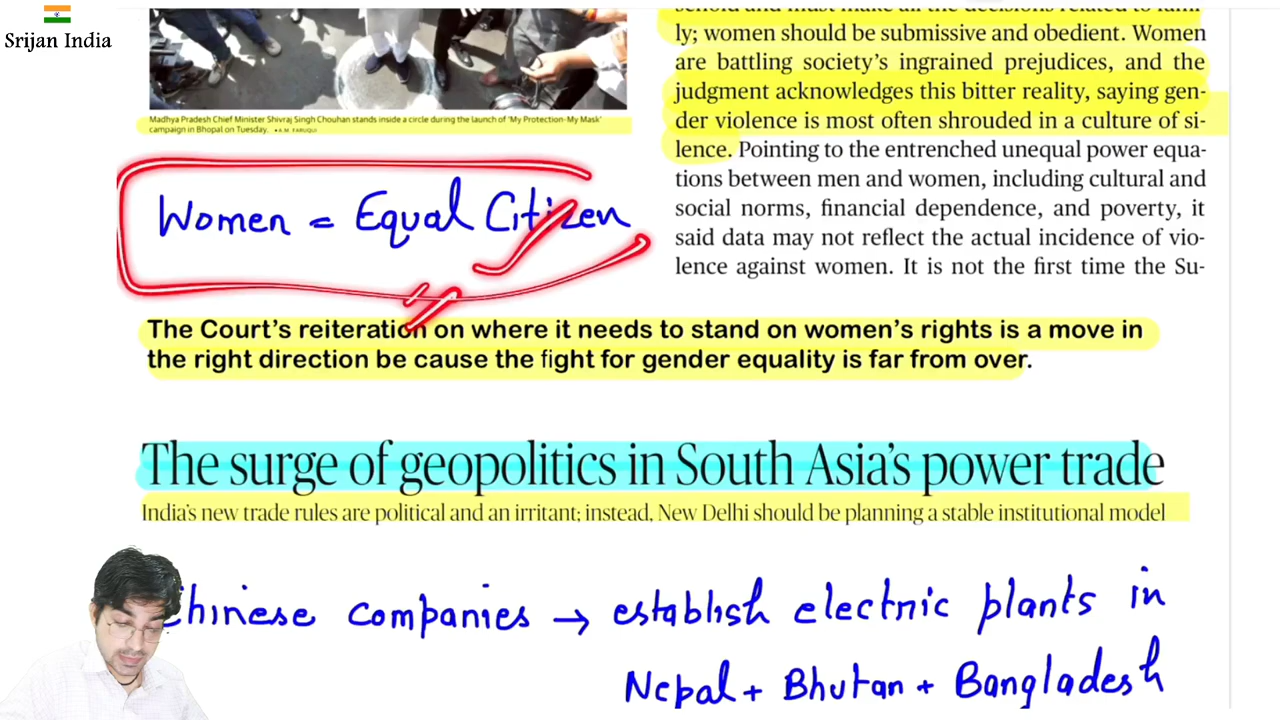 Srijan India
Madhya Pradesh Chief Minister Shivraj Singh Chouhan stands inside a circle during the launch of 'My Protection-My Mask'
campaign in Bhopal on Tuesday. • A.M. FARUQUI
Women = Equal Citizen
ly; women should be submissive and obedient. Women
are battling society's ingrained prejudices, and the
judgment acknowledges this bitter reality, saying gen-
der violence is most often shrouded in a culture of si-
lence. Pointing to the entrenched unequal power equa-
tions between men and women, including cultural and
social norms, financial dependence, and poverty, it
said data may not reflect the actual incidence of vio-
lence against women. It is not the first time the Su-
The Court's reiteration on where it needs to stand on women's rights is a move in
the right direction be cause the fight for gender equality is far from over.
The surge of geopolitics in South Asia's power trade
India's new trade rules are political and an irritant; instead, New Delhi should be planning a stable institutional model
Chinese companies → establish electric plants in
Nepal + Bhutan + Bangladesh